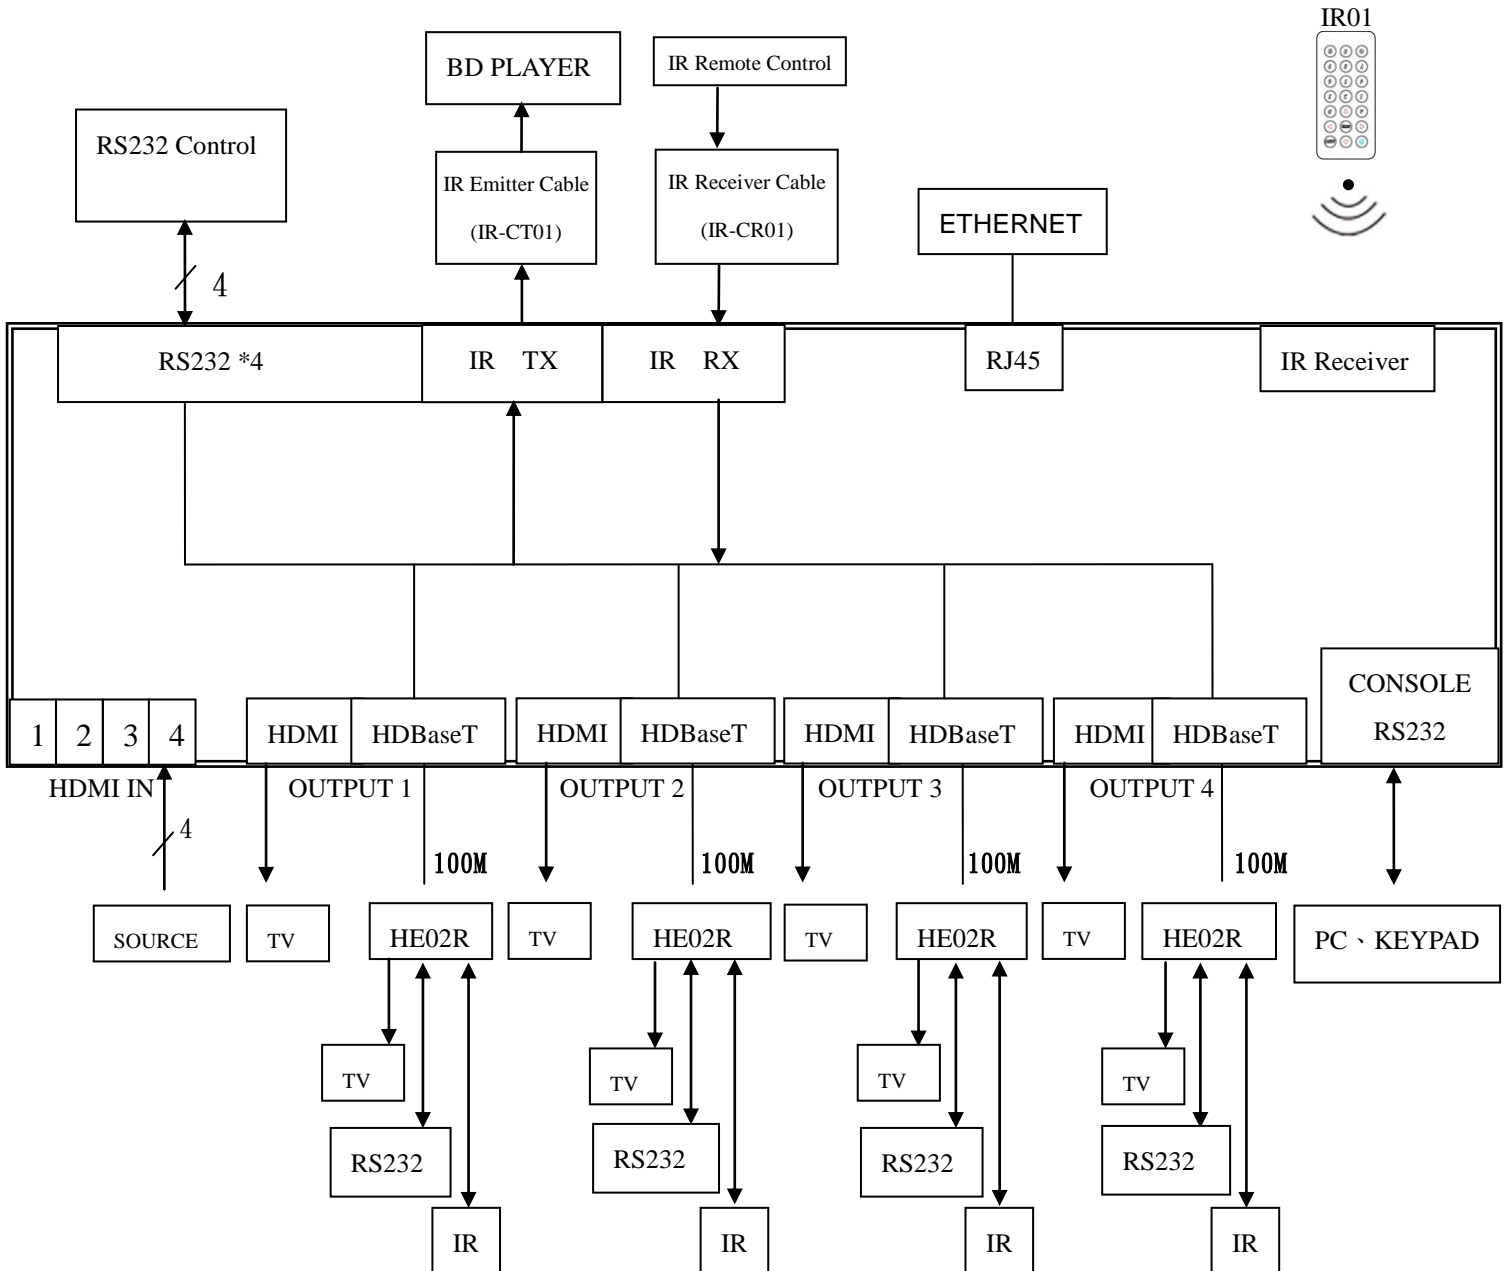 IR01
BD PLAYER
IR Remote Control
RS232 Control
IR Emitter Cable
(IR-CT01)
IR Receiver Cable
(IR-CR01)
ETHERNET
4
RS232 *4
IR TX
IR RX
RJ45
IR Receiver
CONSOLE
RS232
1 2 3 4
HDMI HDBaseT
HDMI HDBaseT
HDMI HDBaseT
HDMI HDBaseT
HDMI IN
OUTPUT 1
OUTPUT 2
OUTPUT 3
OUTPUT 4
4
100M
100M
100M
100M
SOURCE
TV
HE02R
TV
HE02R
TV
HE02R
TV
HE02R
PC、KEYPAD
TV
TV
TV
TV
RS232
RS232
RS232
RS232
IR
IR
IR
IR